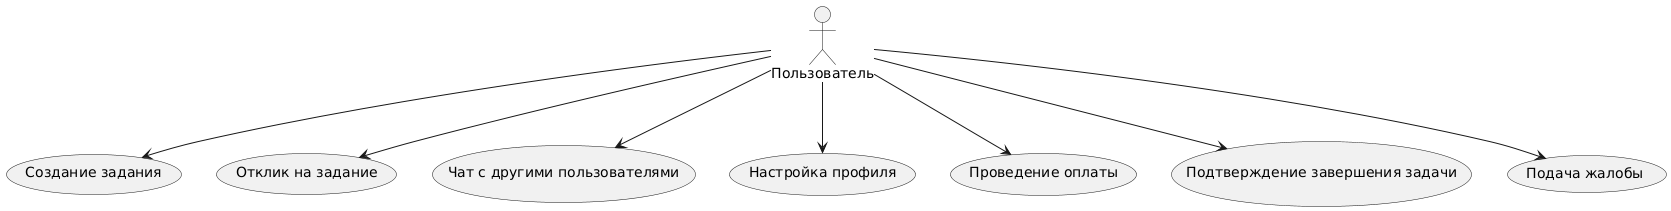 Пользователь
Создание задания
Отклик на задание
Чат с другими пользователями
Настройка профиля
Проведение оплаты
Подтверждение завершения задачи
Подача жалобы